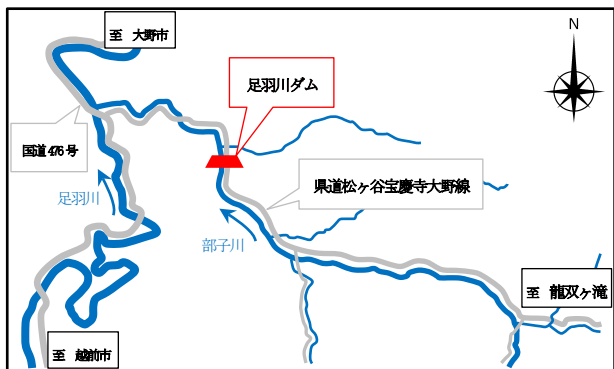 至 大野市
N
足羽川ダム
国道476号
県道松ヶ谷宝慶寺大野線
足羽川
部子川
至 龍双ヶ滝
至 越前市